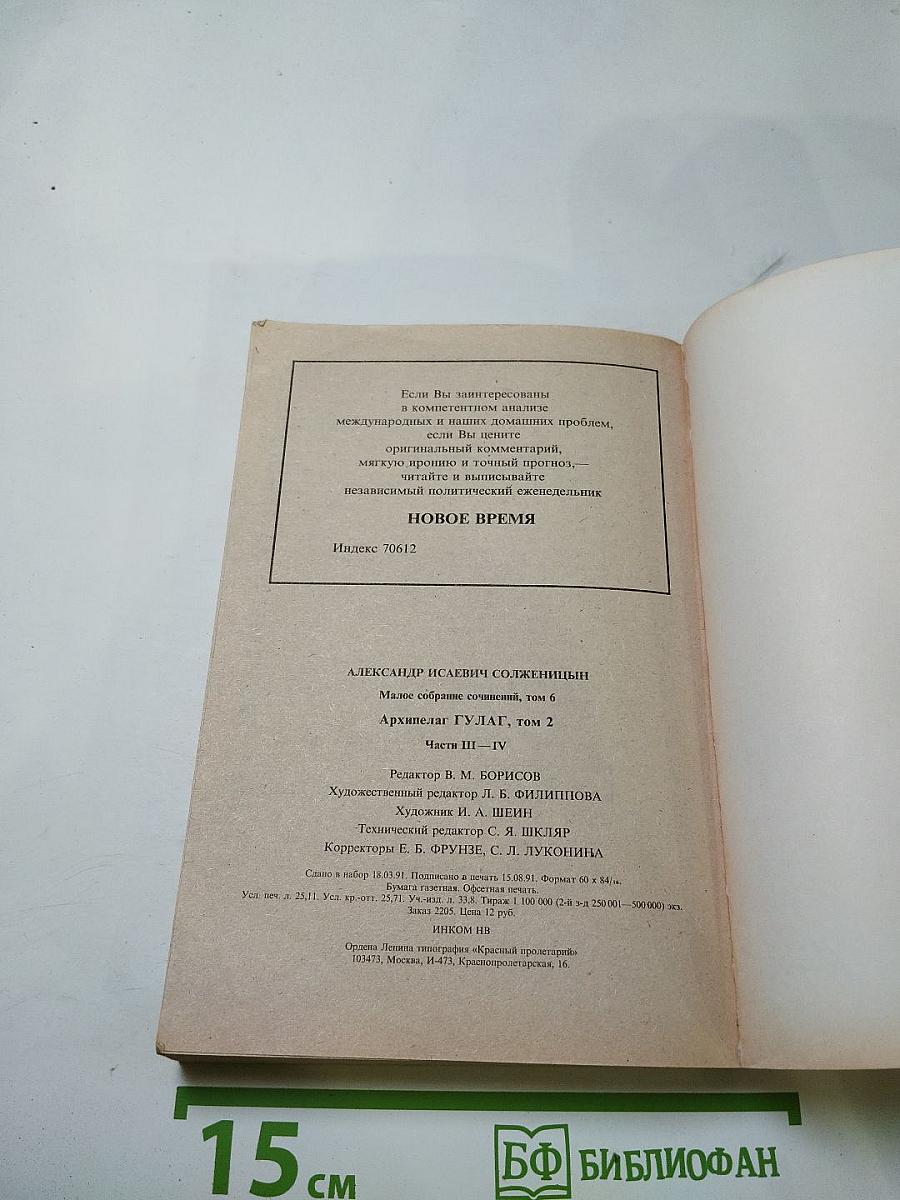 Если Вы заинтересованы
в компетентном анализе
международных и наших домашних проблем,
если Вы цените
оригинальный комментарий,
мягкую иронию и точный прогноз,—
читайте и выписывайте
независимый политический еженедельник
НОВОЕ ВРЕМЯ
Индекс 70612
АЛЕКСАНДР ИСАЕВИЧ СОЛЖЕНИЦЫН
Малое собрание сочинений, том 6
Архипелаг ГУЛАГ, том 2
Части III—IV
Редактор В. М. БОРИСОВ
Художественный редактор Л. Б. ФИЛИППОВА
Художник И. А. ШЕИН
Технический редактор С. Я. ШКЛЯР
Корректоры Е. Б. ФРУНЗЕ, С. Л. ЛУКОНИНА
Сдано в набор 18.03.91. Подписано в печать 15.08.91. Формат 60 х 84/16.
Бумага газетная. Офсетная печать.
Усл. печ. л. 25,11. Усл. кр.-отт. 25,71. Уч.-изд. л. 33,8. Тираж 1 100 000 (2-й з-д 250 001—500 000) экз.
Заказ 2205. Цена 12 руб.
ИНКОМ НВ
Ордена Ленина типография «Красный пролетарий»
103473, Москва, И-473, Краснопролетарская, 16.
15 см
БФ БИБЛИОФАН